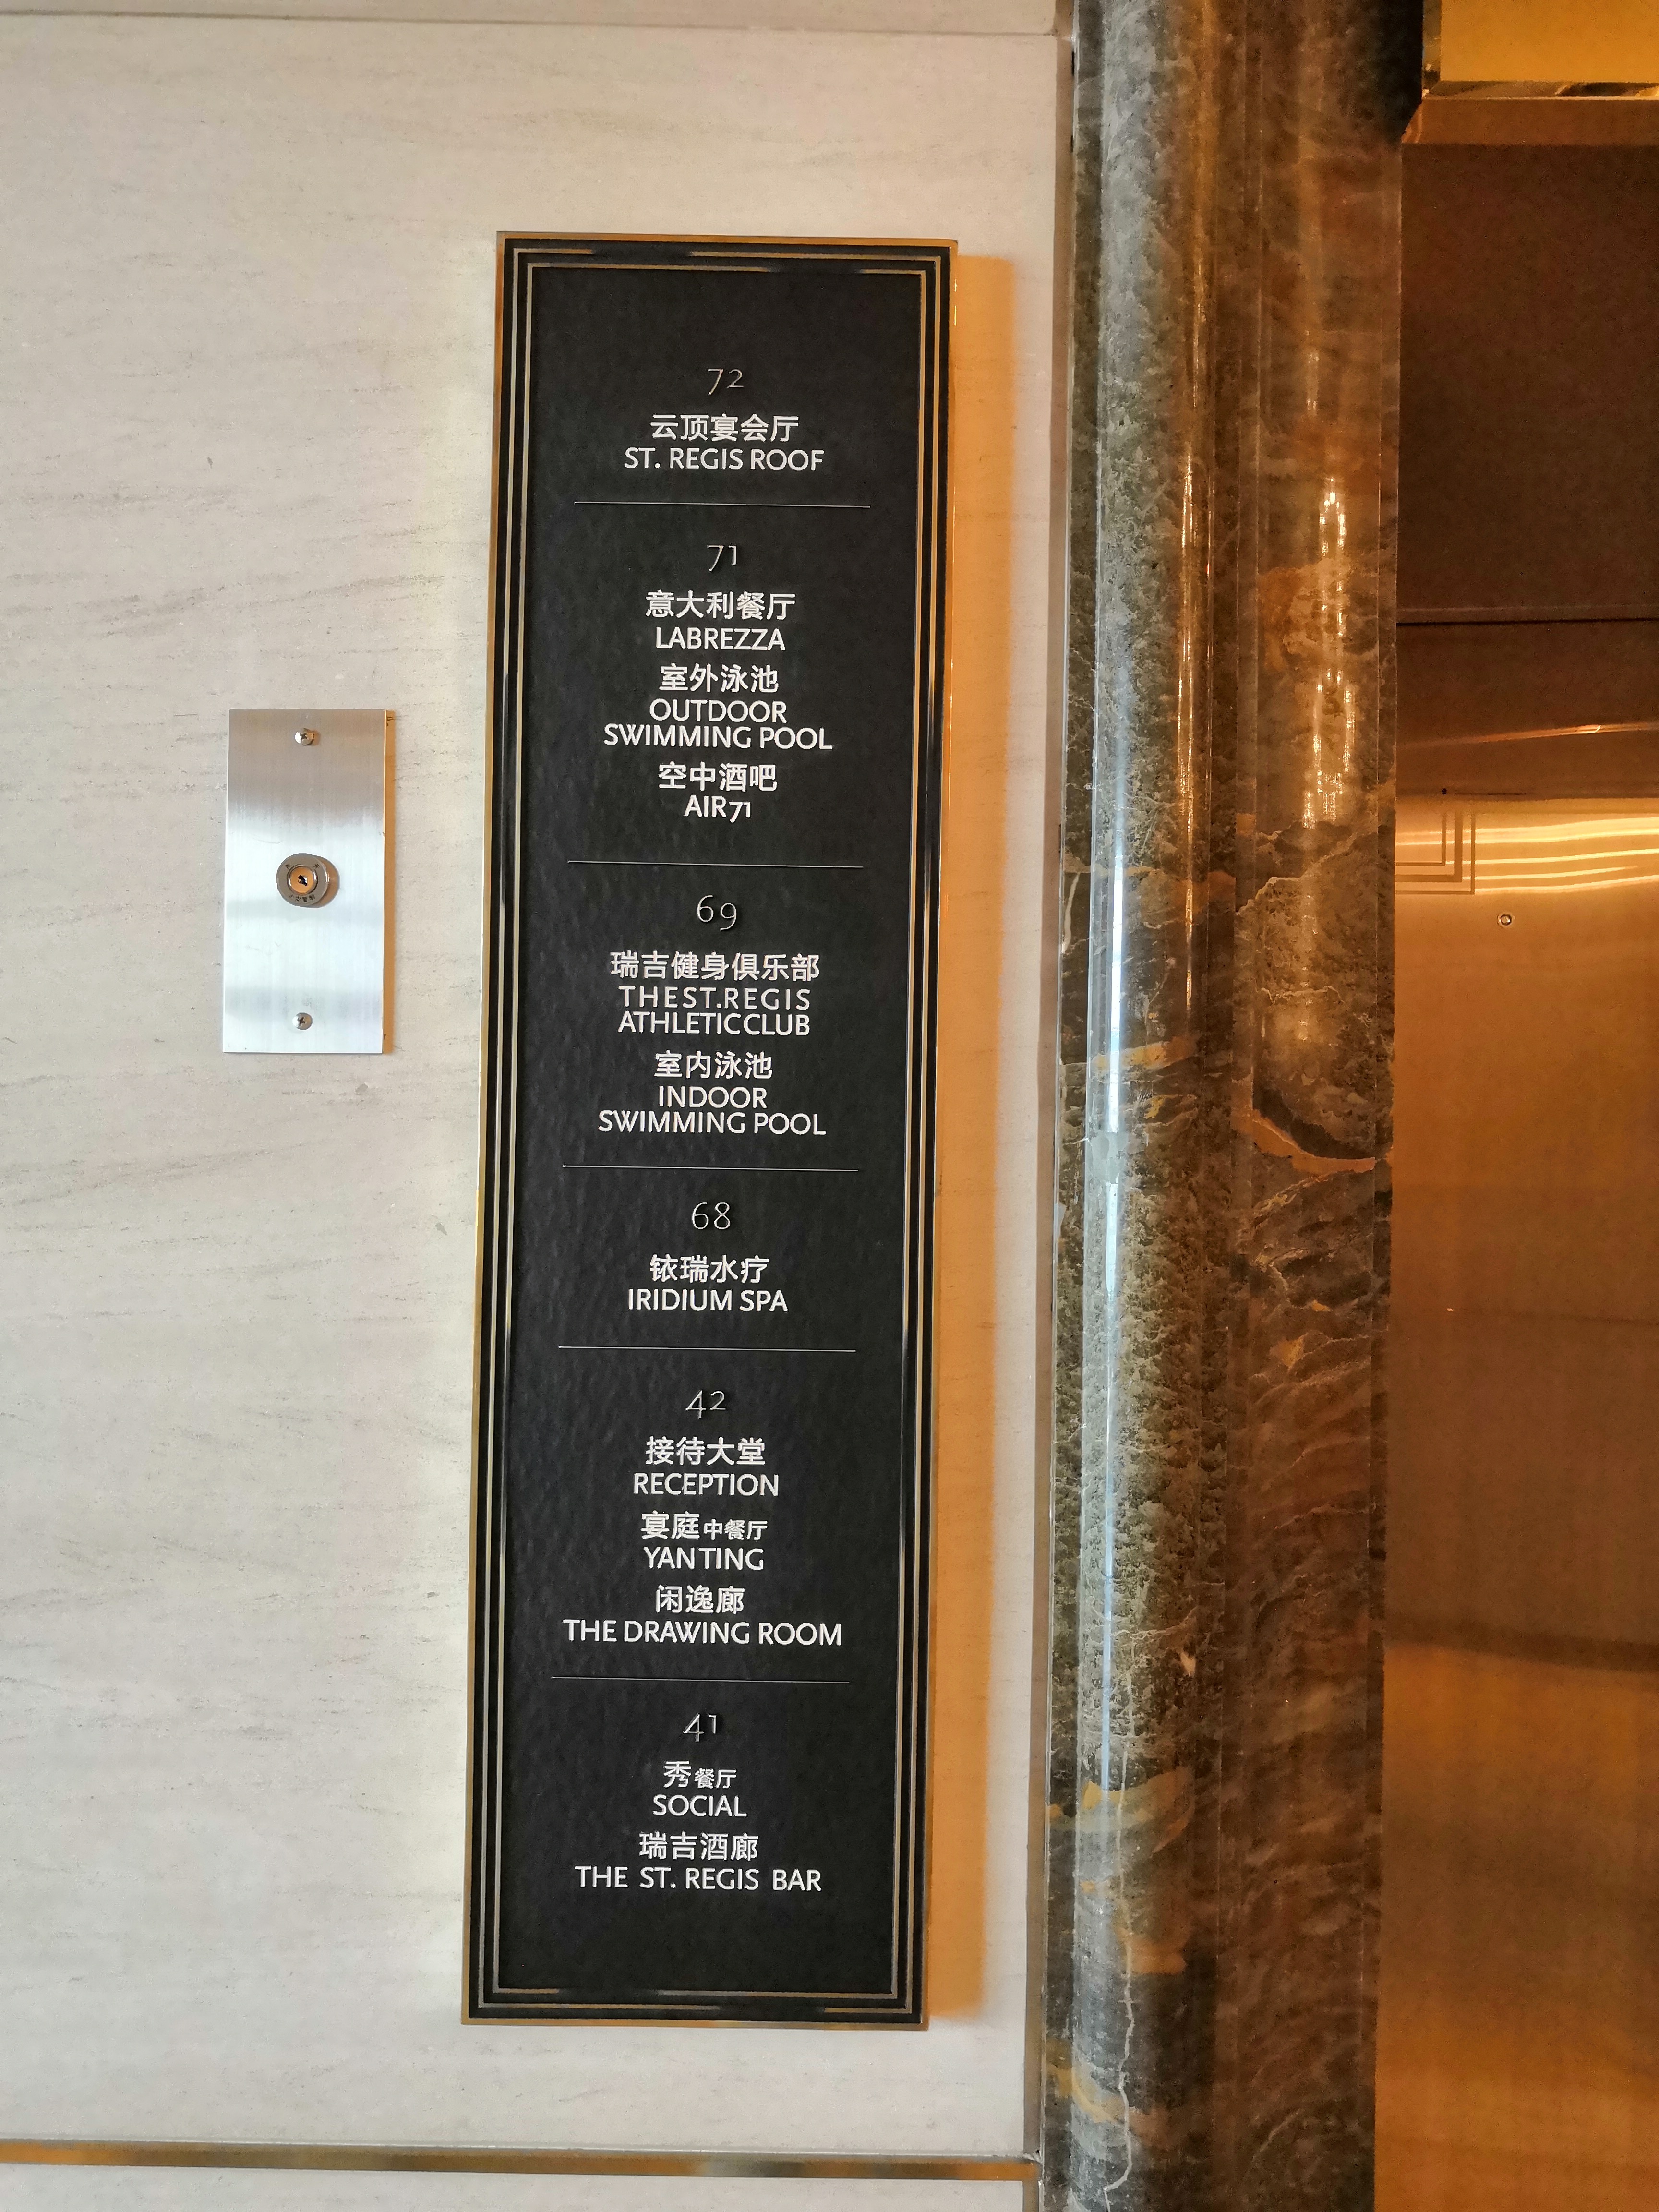 72
云顶宴会厅
ST. REGIS ROOF
71
意大利餐厅
LABREZZA
室外泳池
OUTDOOR
SWIMMING POOL
空中酒吧
AIR71
69
瑞吉健身俱乐部
THEST.REGIS
ATHLETICCLUB
室内泳池
INDOOR
SWIMMING POOL
68
铱瑞水疗
IRIDIUM SPA
42
接待大堂
RECEPTION
宴庭中餐厅
YAN TING
闲逸廊
THE DRAWING ROOM
41
秀餐厅
SOCIAL
瑞吉酒廊
THE ST. REGIS BAR